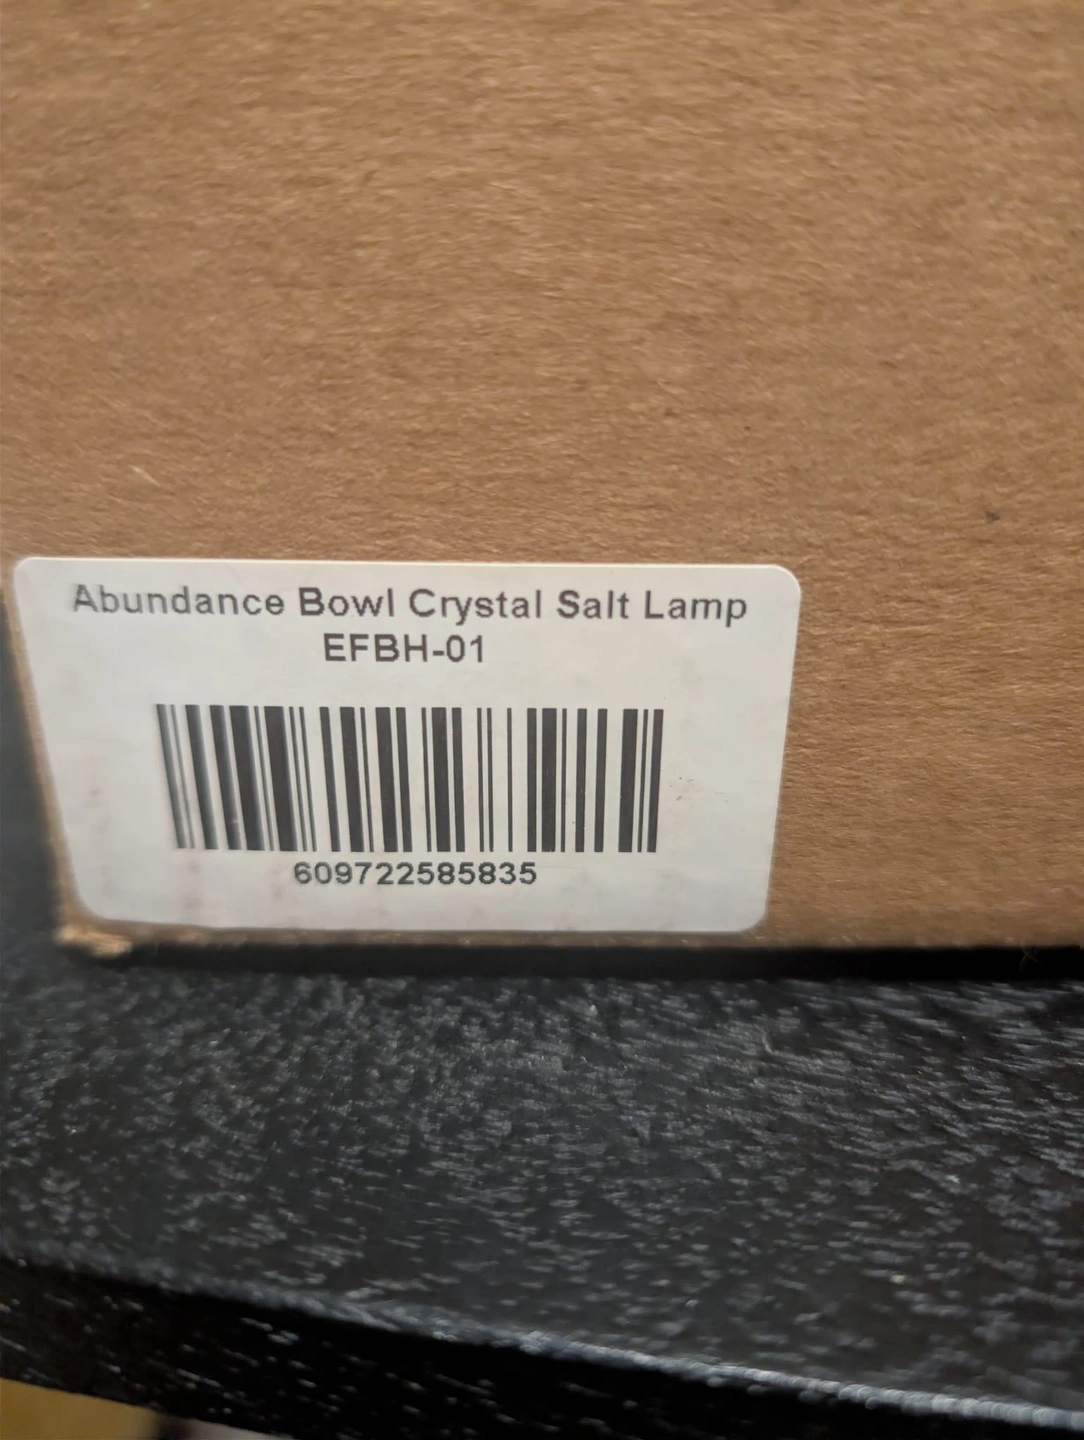 Abundance Bowl Crystal Salt Lamp
EFBH-01
609722585835